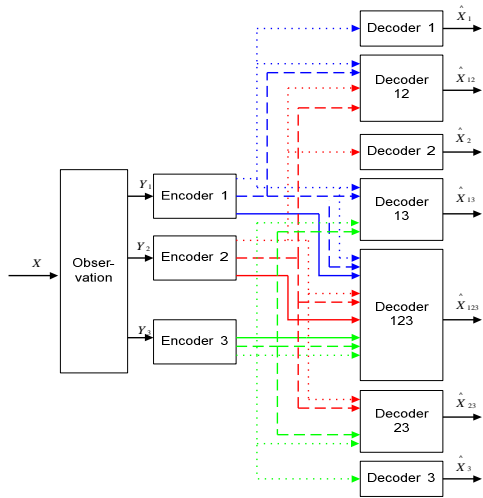 X
Obser-
vation
Y1
Y2
Y3
Encoder 1
Encoder 2
Encoder 3
Decoder 1
Decoder
12
Decoder 2
Decoder
13
Decoder
123
Decoder
23
Decoder 3
X̂1
X̂12
X̂2
X̂13
X̂123
X̂23
X̂3